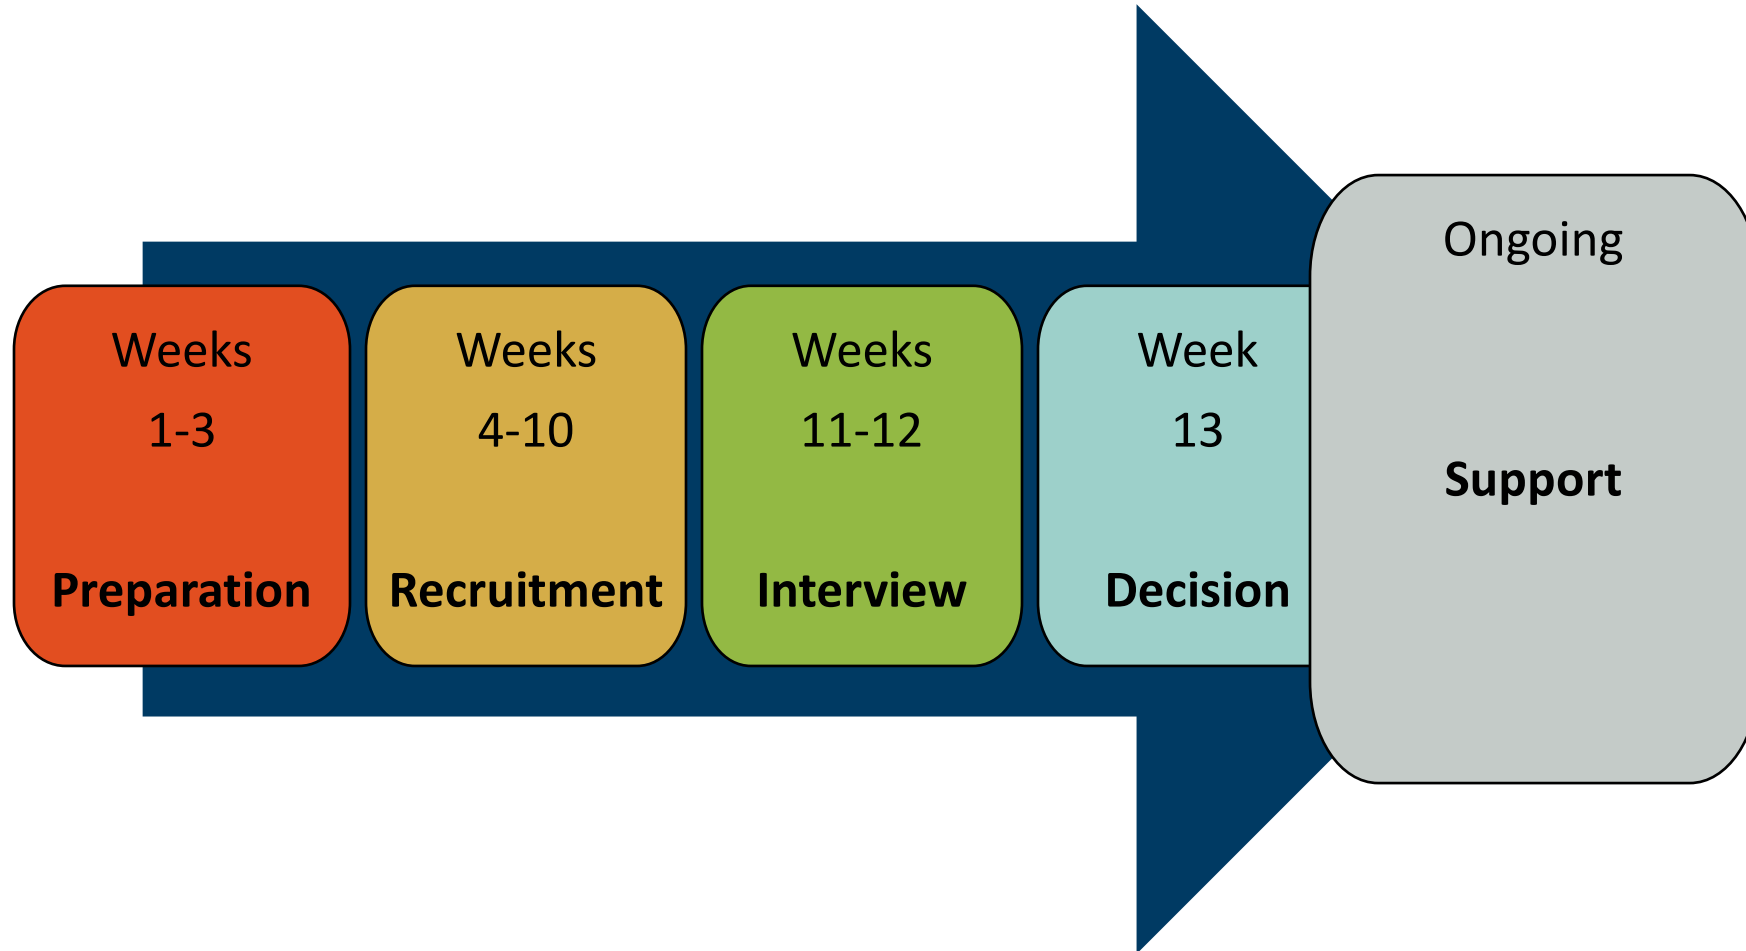 Weeks
1-3
Preparation
Weeks
4-10
Recruitment
Weeks
11-12
Interview
Week
13
Decision
Ongoing
Support